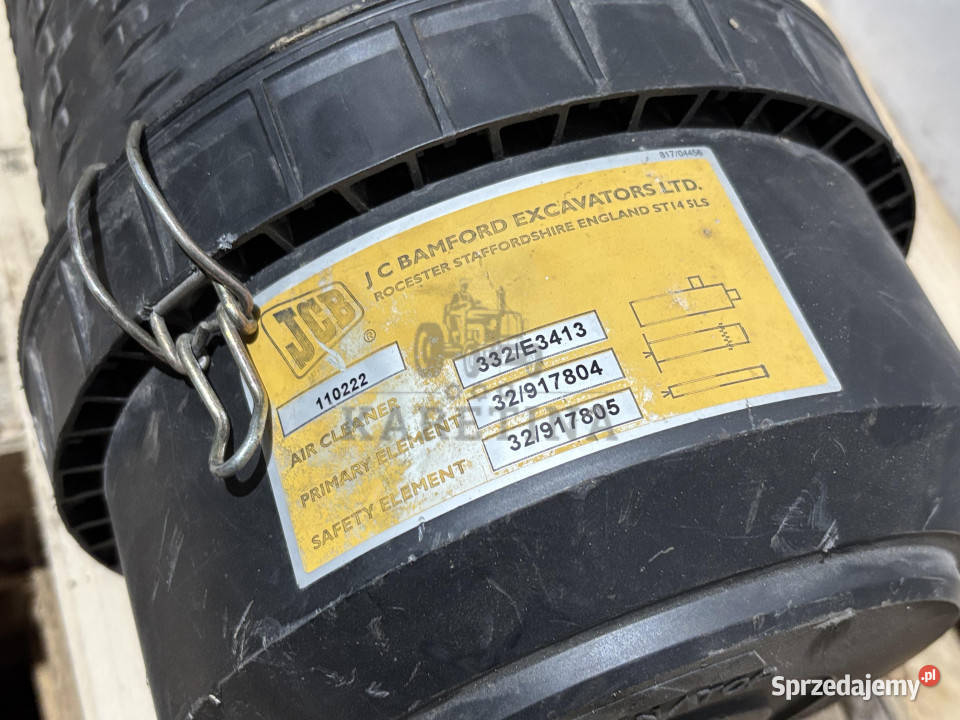 817/04456
J C BAMFORD EXCAVATORS LTD.
ROCESTER STAFFORDSHIRE ENGLAND ST14 5LS
JCB
®
110222
AIR CLEANER 332/E3413
PRIMARY ELEMENT 32/917804
SAFETY ELEMENT 32/917805
KARETINA
Sprzedajemy.pl